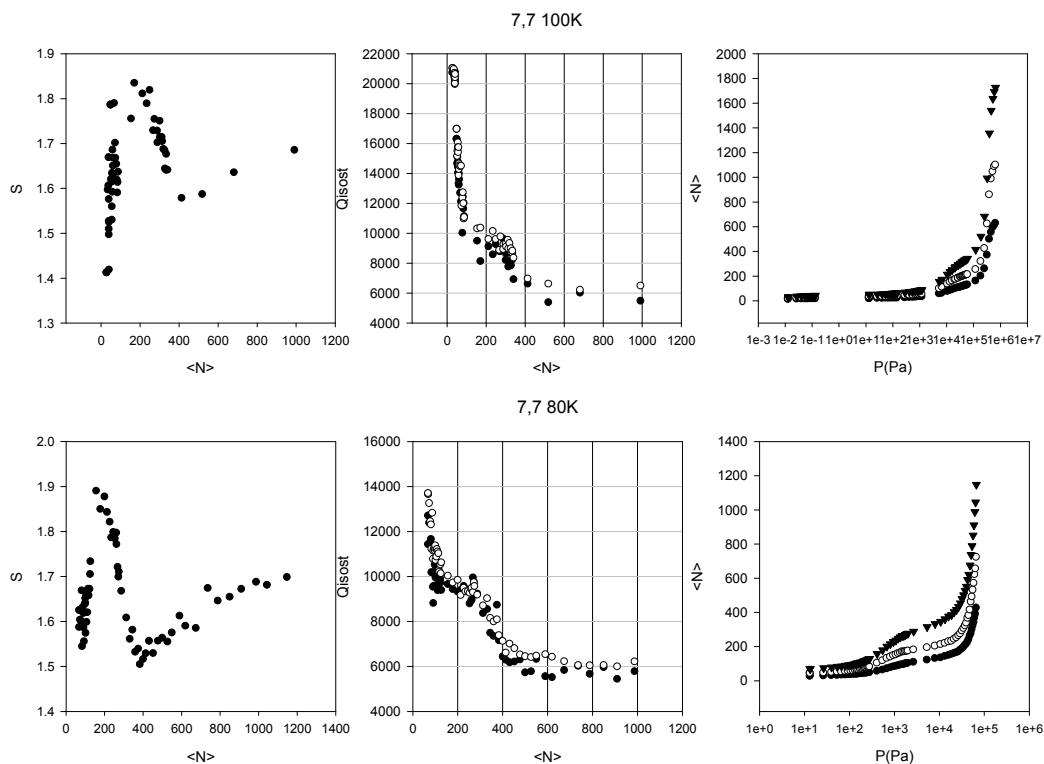 7,7 100K
S
1.9
1.8
1.7
1.6
1.5
1.4
1.3
0 200 400 600 800 1000 1200
<N>
Qisost
22000
20000
18000
16000
14000
12000
10000
8000
6000
4000
0 200 400 600 800 1000 1200
<N>
<N>
2000
1800
1600
1400
1200
1000
800
600
400
200
0
1e-3 1e-2 1e-1 1e+0 1e+1 1e+2 1e+3 1e+4 1e+5 1e+6 1e+7
P(Pa)
7,7 80K
S
2.0
1.9
1.8
1.7
1.6
1.5
1.4
0 200 400 600 800 1000 1200 1400
<N>
Qisost
16000
14000
12000
10000
8000
6000
4000
0 200 400 600 800 1000 1200
<N>
<N>
1400
1200
1000
800
600
400
200
0
1e+0 1e+1 1e+2 1e+3 1e+4 1e+5 1e+6
P(Pa)